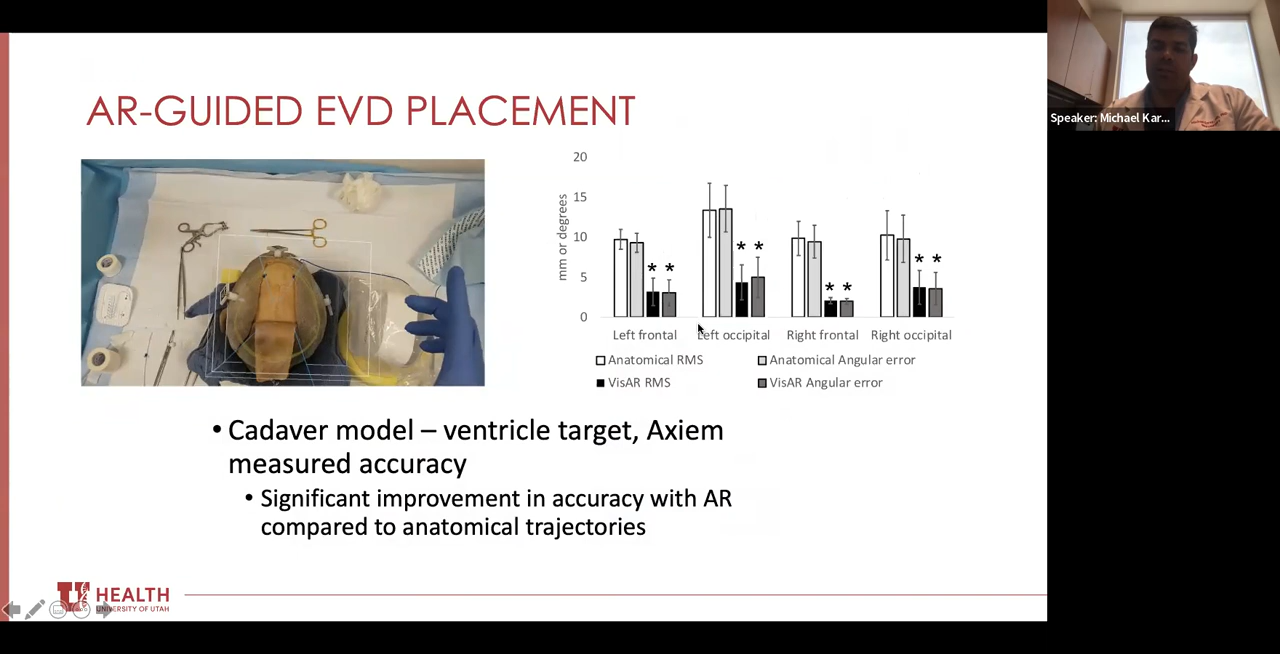 AR-GUIDED EVD PLACEMENT
Speaker: Michael Kar...
20
15
10
5
0
mm or degrees
* *
* *
* *
* *
Left frontal
Left occipital
Right frontal
Right occipital
Anatomical RMS
Anatomical Angular error
VisAR RMS
VisAR Angular error
• Cadaver model – ventricle target, Axiem
measured accuracy
• Significant improvement in accuracy with AR
compared to anatomical trajectories
U HEALTH
UNIVERSITY OF UTAH